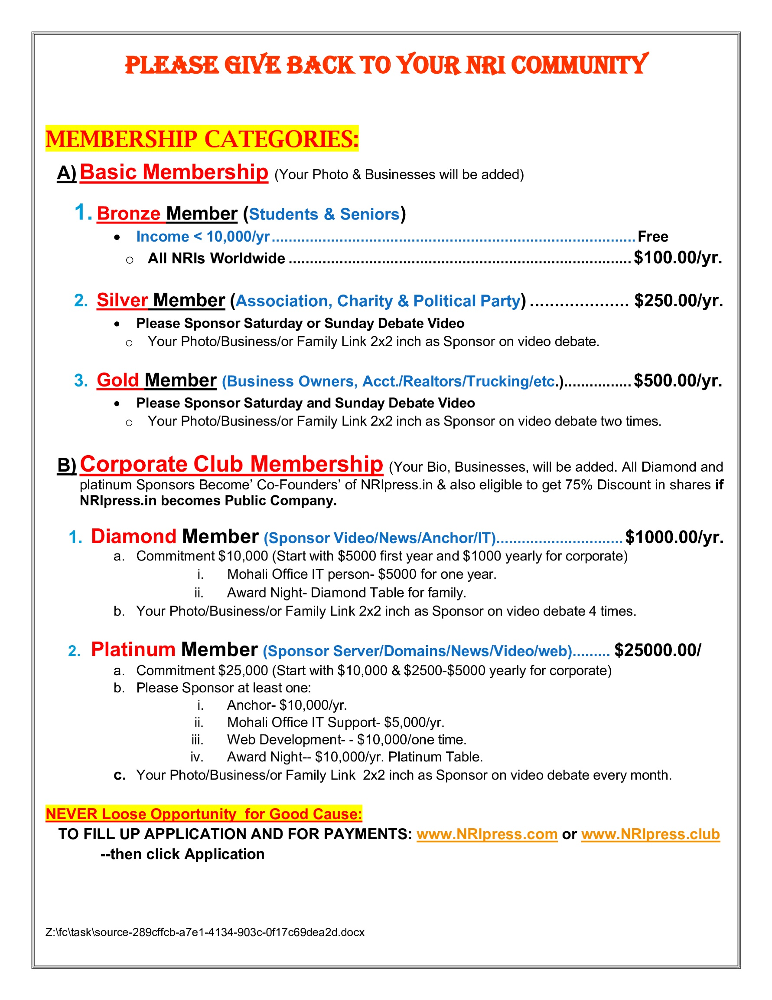 PLEASE GIVE BACK TO YOUR NRI COMMUNITY
MEMBERSHIP CATEGORIES:
A) Basic Membership (Your Photo & Businesses will be added)
1. Bronze Member (Students & Seniors)
• Income < 10,000/yr...................................................................................... Free
o All NRIs Worldwide ................................................................................. $100.00/yr.
2. Silver Member (Association, Charity & Political Party) .................... $250.00/yr.
• Please Sponsor Saturday or Sunday Debate Video
o Your Photo/Business/or Family Link 2x2 inch as Sponsor on video debate.
3. Gold Member (Business Owners, Acct./Realtors/Trucking/etc.)................ $500.00/yr.
• Please Sponsor Saturday and Sunday Debate Video
o Your Photo/Business/or Family Link 2x2 inch as Sponsor on video debate two times.
B) Corporate Club Membership (Your Bio, Businesses, will be added. All Diamond and
platinum Sponsors Become’ Co-Founders’ of NRIpress.in & also eligible to get 75% Discount in shares if
NRIpress.in becomes Public Company.
1. Diamond Member (Sponsor Video/News/Anchor/IT).............................. $1000.00/yr.
a. Commitment $10,000 (Start with $5000 first year and $1000 yearly for corporate)
i. Mohali Office IT person- $5000 for one year.
ii. Award Night- Diamond Table for family.
b. Your Photo/Business/or Family Link 2x2 inch as Sponsor on video debate 4 times.
2. Platinum Member (Sponsor Server/Domains/News/Video/web)......... $25000.00/
a. Commitment $25,000 (Start with $10,000 & $2500-$5000 yearly for corporate)
b. Please Sponsor at least one:
i. Anchor- $10,000/yr.
ii. Mohali Office IT Support- $5,000/yr.
iii. Web Development- - $10,000/one time.
iv. Award Night-- $10,000/yr. Platinum Table.
c. Your Photo/Business/or Family Link 2x2 inch as Sponsor on video debate every month.
NEVER Loose Opportunity for Good Cause:
TO FILL UP APPLICATION AND FOR PAYMENTS: www.NRIpress.com or www.NRIpress.club
--then click Application
Z:\fc\task\source-289cffcb-a7e1-4134-903c-0f17c69dea2d.docx